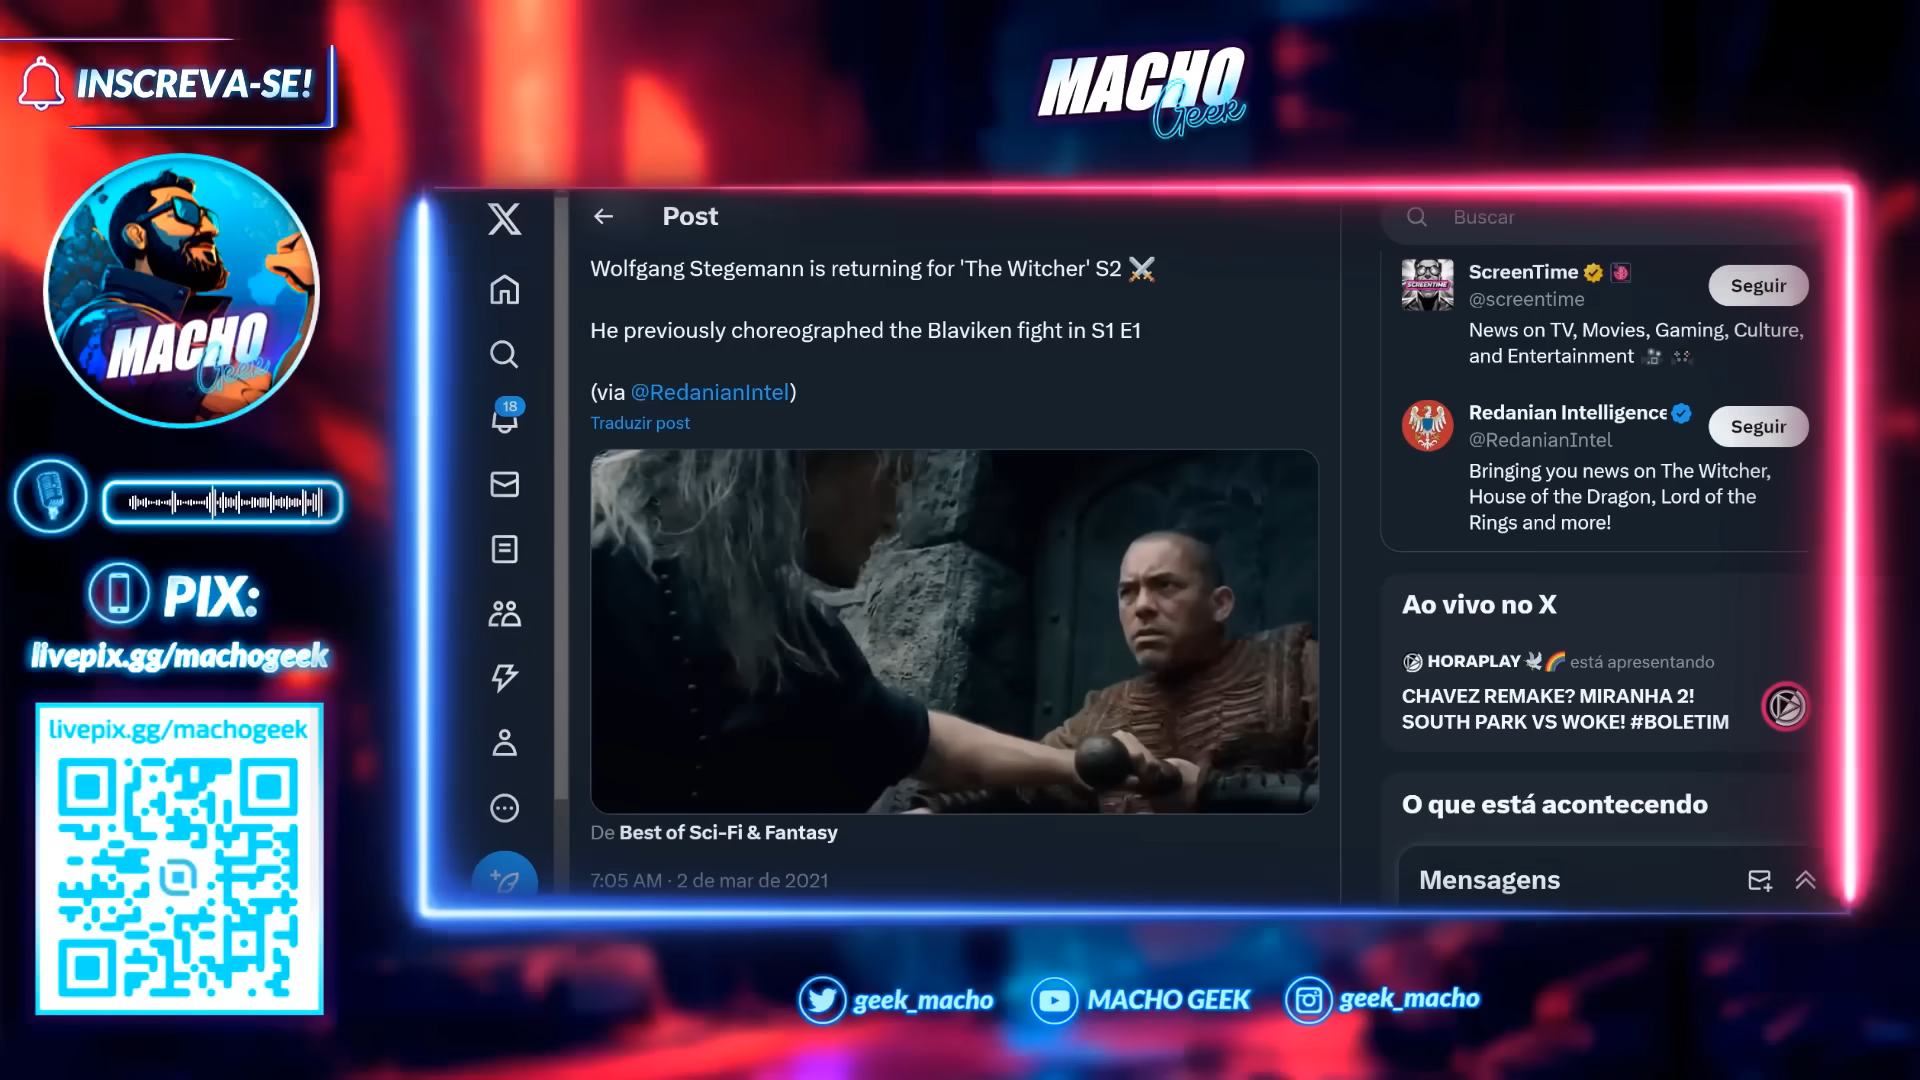 INSCREVA-SE!
MACHO
Geek
MACHO
Geek
PIX:
livepix.gg/machogeek
livepix.gg/machogeek
18
Post
Wolfgang Stegemann is returning for 'The Witcher' S2 ⚔️
He previously choreographed the Blaviken fight in S1 E1
(via @RedanianIntel)
Traduzir post
De Best of Sci-Fi & Fantasy
7:05 AM · 2 de mar de 2021
Buscar
SCREENTIME
ScreenTime
@screentime
Seguir
News on TV, Movies, Gaming, Culture,
and Entertainment
Redanian Intelligence
@RedanianIntel
Seguir
Bringing you news on The Witcher,
House of the Dragon, Lord of the
Rings and more!
Ao vivo no X
HORAPLAY 🕊️🌈 está apresentando
CHAVEZ REMAKE? MIRANHA 2!
SOUTH PARK VS WOKE! #BOLETIM
O que está acontecendo
Mensagens
geek_macho
MACHO GEEK
geek_macho